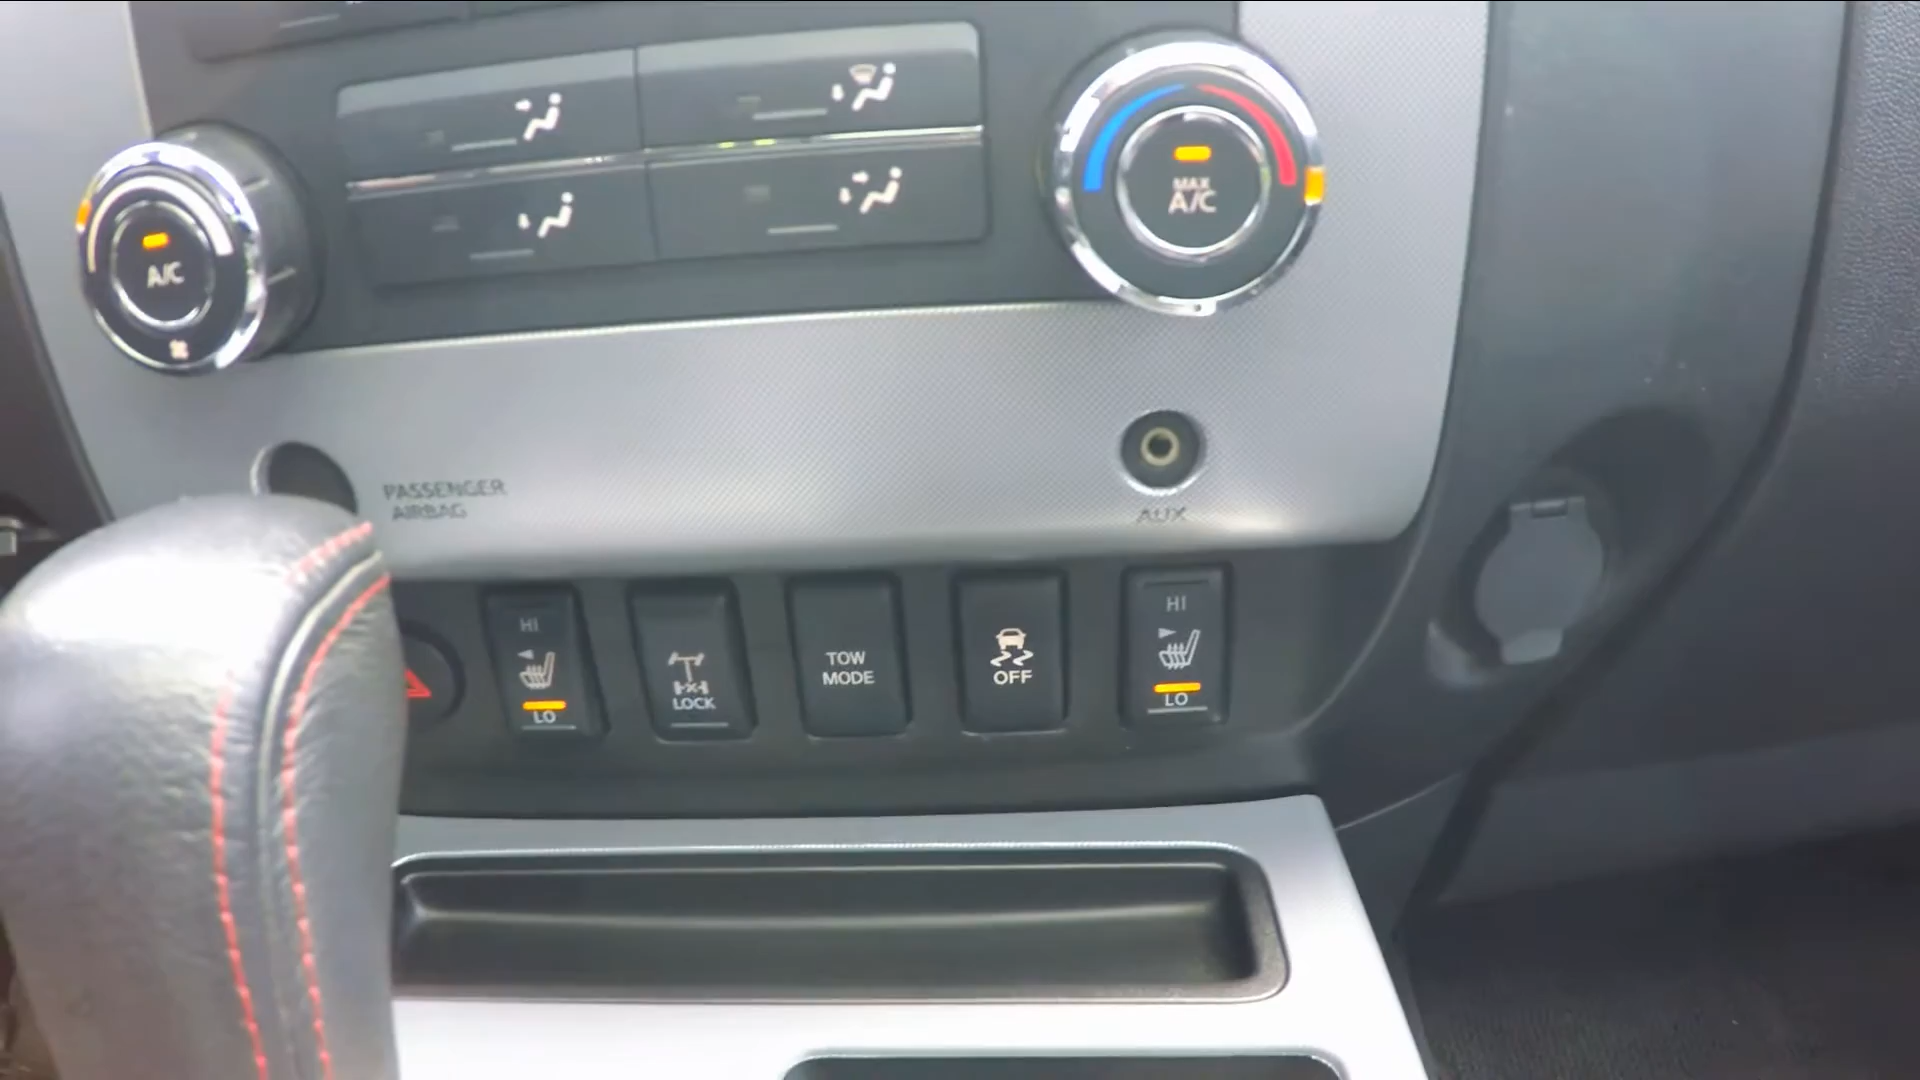 A/C
MAX
A/C
PASSENGER
AIRBAG
AUX
HI
LO
LOCK
TOW
MODE
OFF
HI
LO